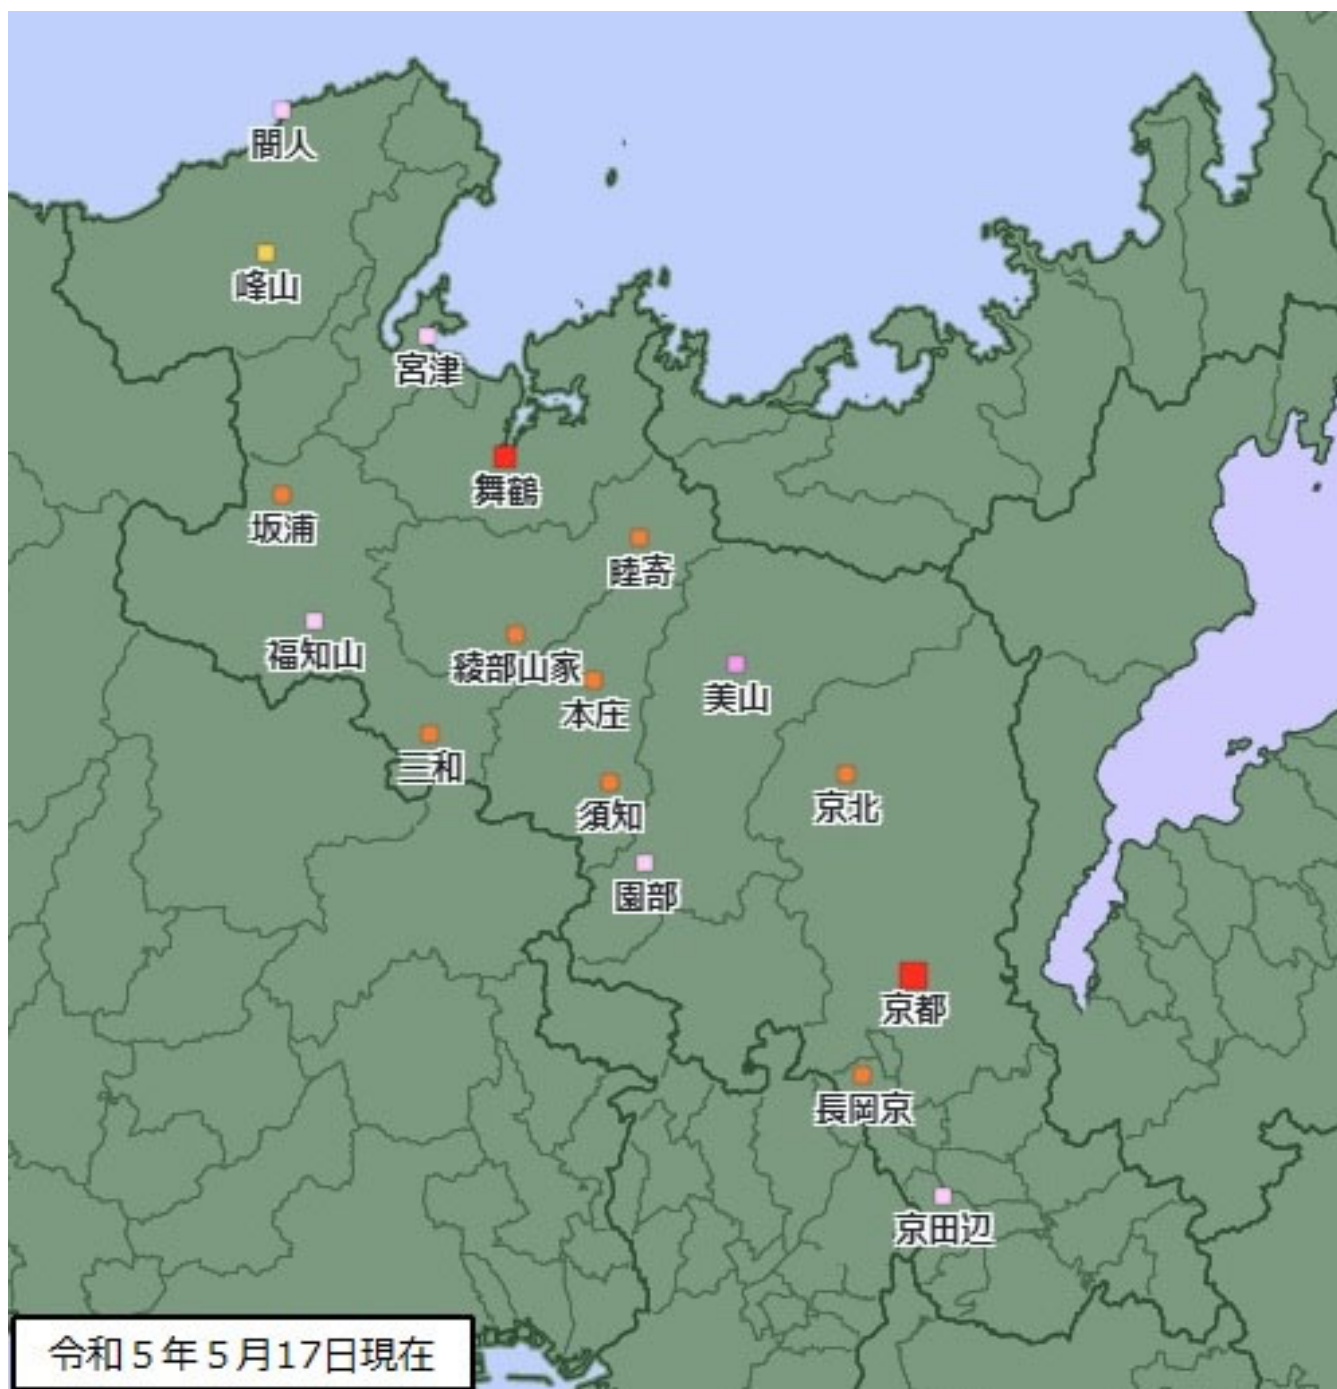 間人
峰山
宮津
舞鶴
坂浦
睦寄
福知山
綾部山家
本庄
美山
三和
須知
京北
園部
京都
長岡京
京田辺
令和５年５月17日現在